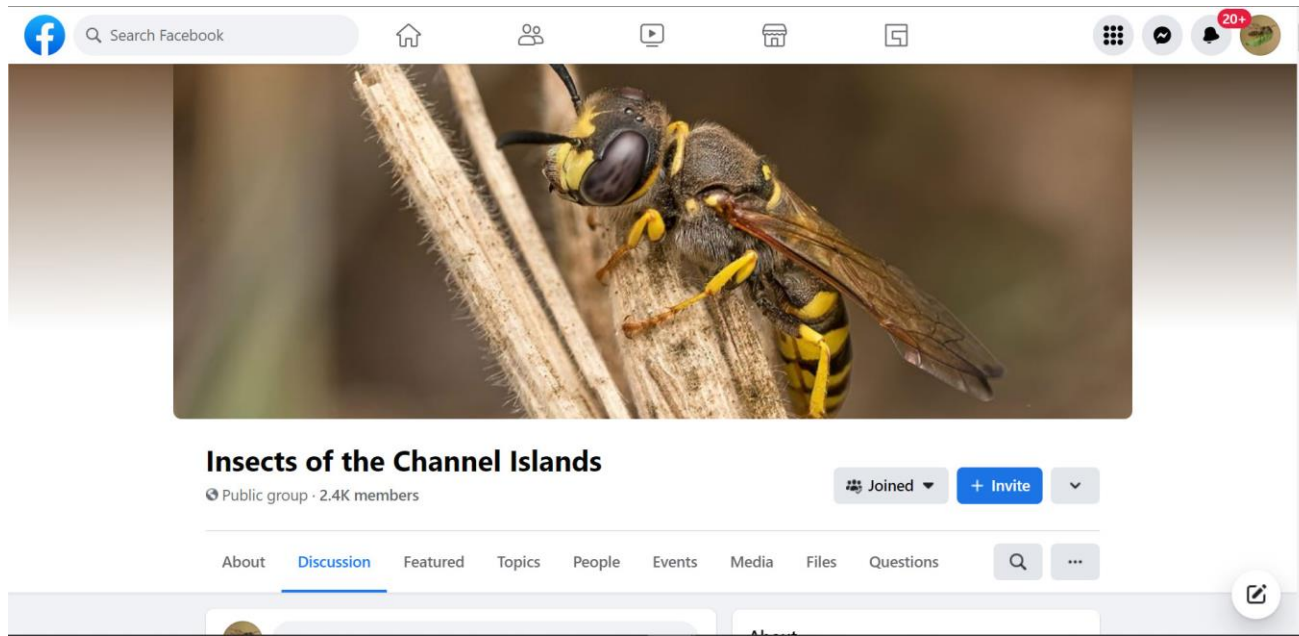 Search Facebook
20+
Insects of the Channel Islands
Public group · 2.4K members
Joined
+ Invite
About Discussion Featured Topics People Events Media Files Questions
About